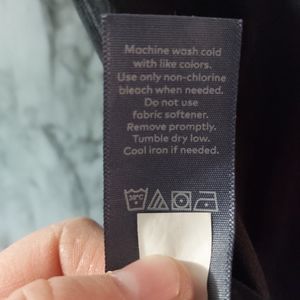 Machine wash cold
with like colors.
Use only non-chlorine
bleach when needed.
Do not use
fabric softener.
Remove promptly.
Tumble dry low.
Cool iron if needed.
30°C